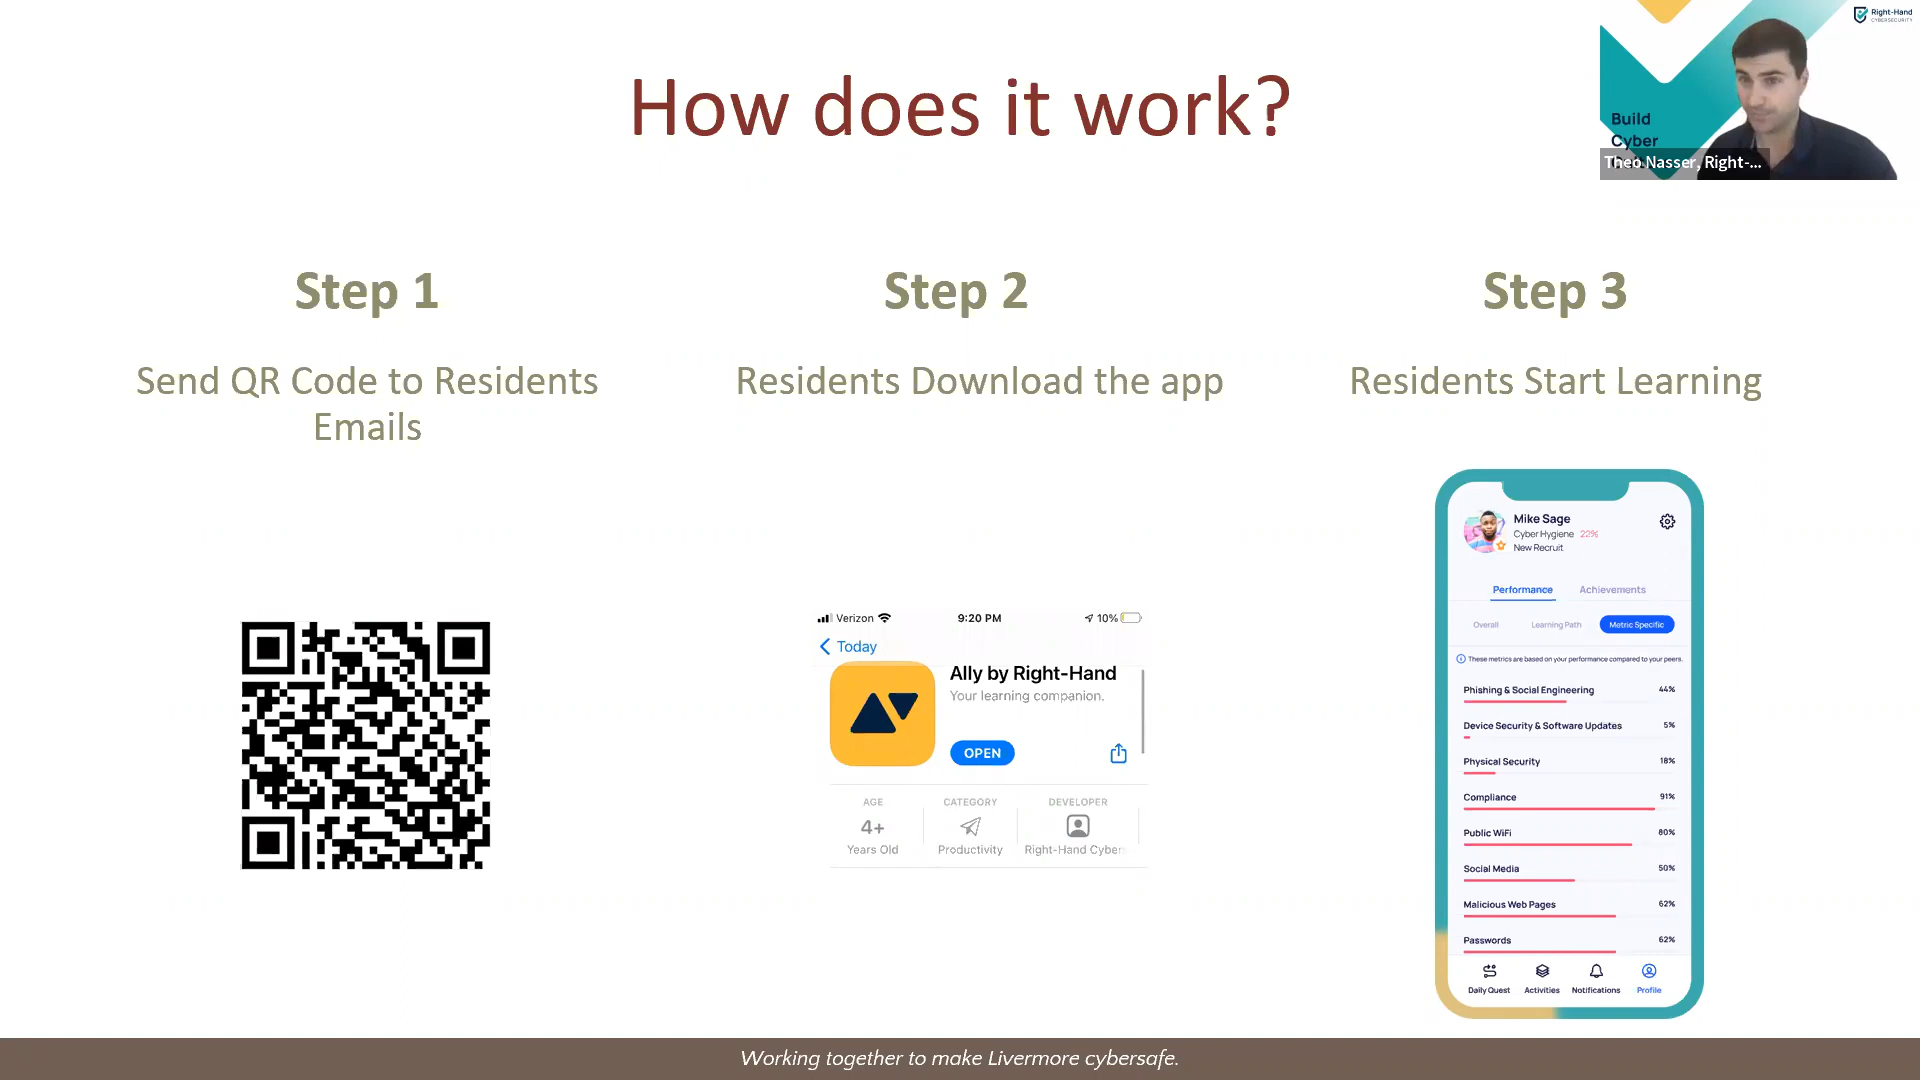 How does it work?
Right-Hand
CYBERSECURITY
Build
Cyber
Theo Nasser, Right-...
Step 1
Send QR Code to Residents
Emails
Step 2
Residents Download the app
Verizon
9:20 PM
10%
Today
Ally by Right-Hand
Your learning companion.
OPEN
AGE
4+
Years Old
CATEGORY
Productivity
DEVELOPER
Right-Hand Cyber
Step 3
Residents Start Learning
Mike Sage
Cyber Hygiene 22%
New Recruit
Performance Achievements
Overall Learning Path Metric Specific
These metrics are based on your performance compared to your peers.
Phishing & Social Engineering 44%
Device Security & Software Updates 5%
Physical Security 18%
Compliance 91%
Public WiFi 80%
Social Media 50%
Malicious Web Pages 62%
Passwords 62%
Daily Quest Activities Notifications Profile
Working together to make Livermore cybersafe.